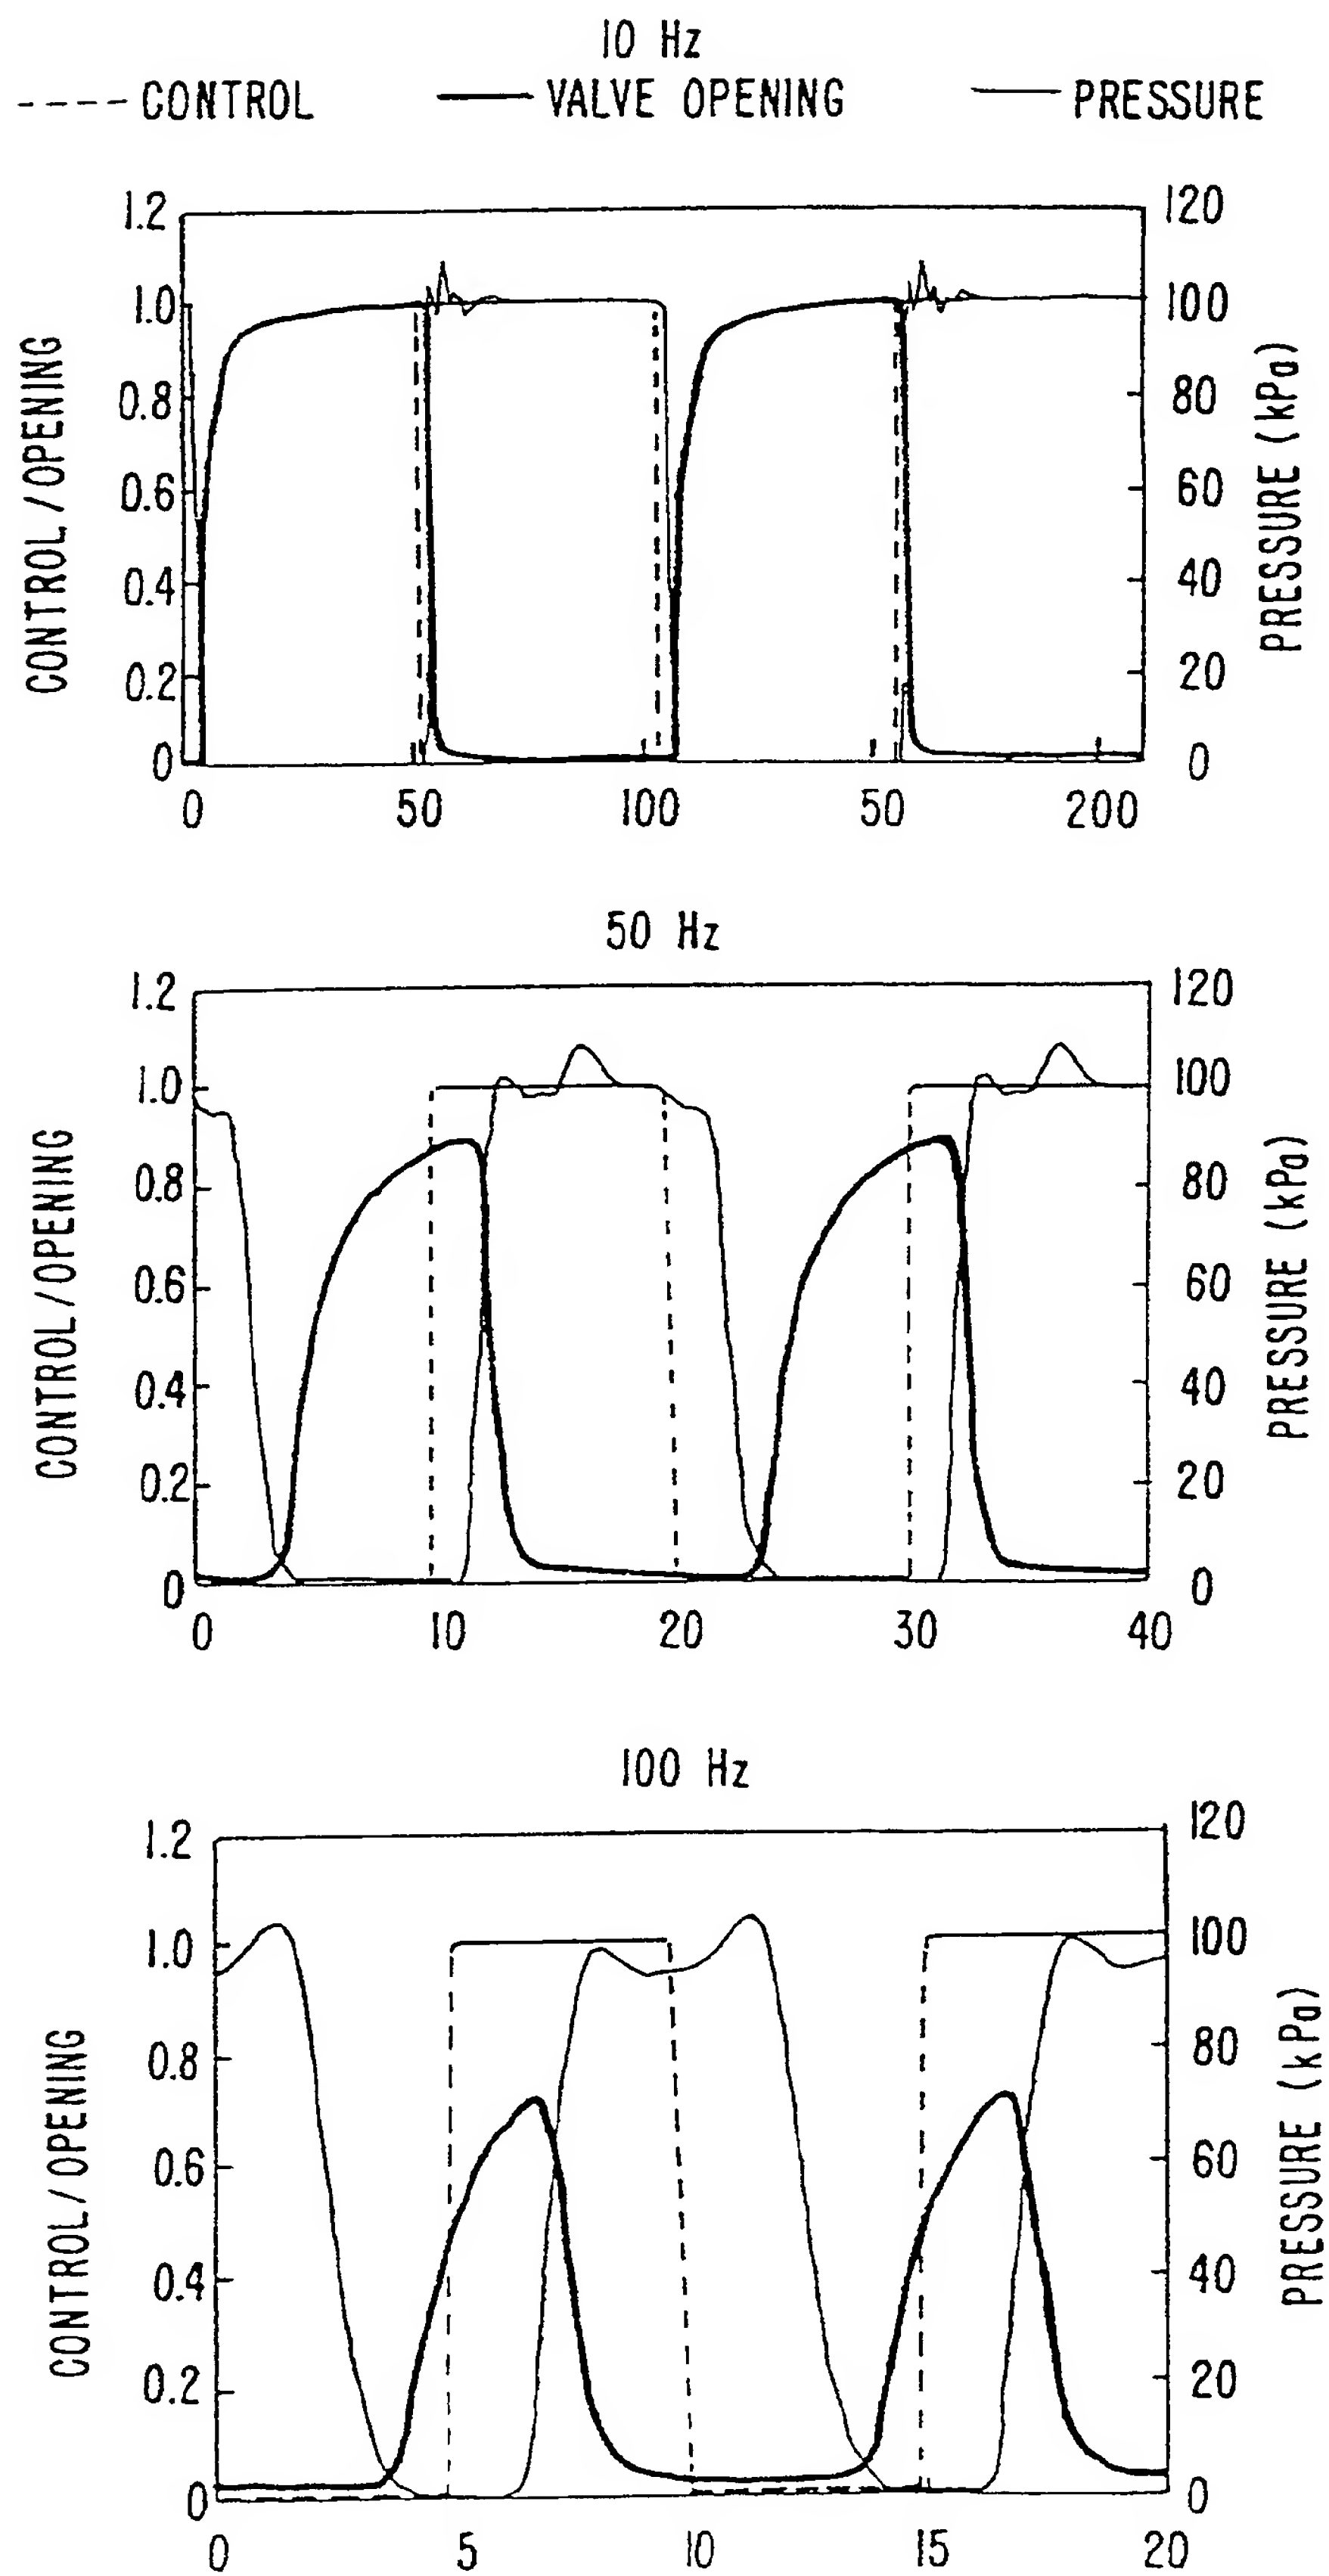 10 Hz
---- CONTROL — VALVE OPENING — PRESSURE
1.2 120
1.0 100
0.8 80
0.6 60
0.4 40
0.2 20
0 0
CONTROL/OPENING
PRESSURE (kPa)
0 50 100 50 200
50 Hz
1.2 120
1.0 100
0.8 80
0.6 60
0.4 40
0.2 20
0 0
CONTROL/OPENING
PRESSURE (kPa)
0 10 20 30 40
100 Hz
1.2 120
1.0 100
0.8 80
0.6 60
0.4 40
0.2 20
0 0
CONTROL/OPENING
PRESSURE (kPa)
0 5 10 15 20